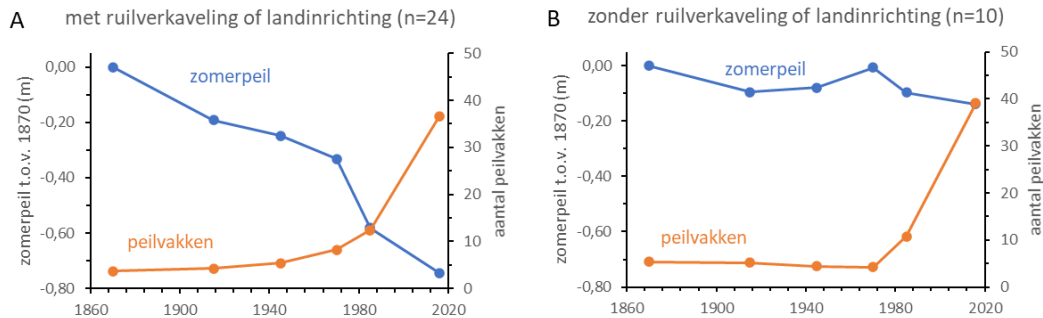 A
met ruilverkaveling of landinrichting (n=24)
zomerpeil t.o.v. 1870 (m)
0,00
-0,20
-0,40
-0,60
-0,80
zomerpeil
peilvakken
50
40
30
20
10
0
aantal peilvakken
1860 1900 1940 1980 2020
B
zonder ruilverkaveling of landinrichting (n=10)
zomerpeil t.o.v. 1870 (m)
0,00
-0,20
-0,40
-0,60
-0,80
zomerpeil
peilvakken
50
40
30
20
10
0
aantal peilvakken
1860 1900 1940 1980 2020